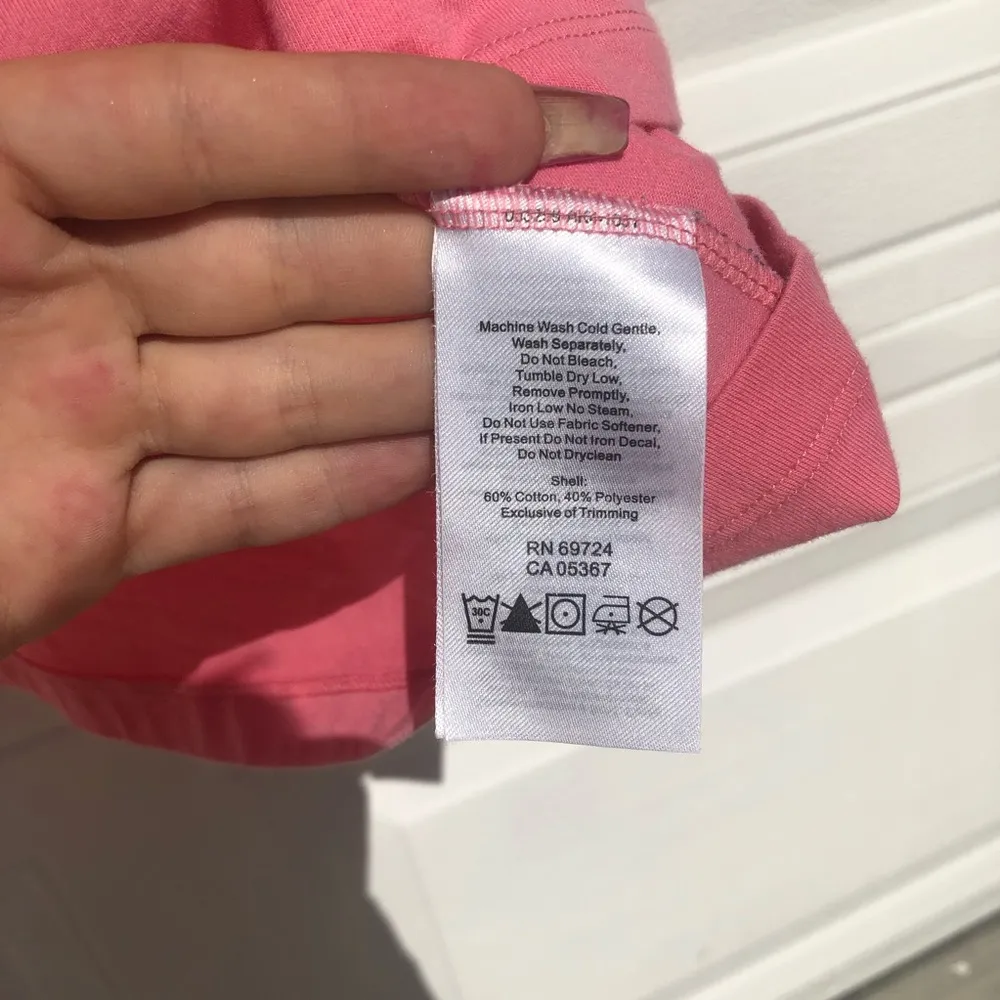 Machine Wash Cold Gentle,
Wash Separately,
Do Not Bleach,
Tumble Dry Low,
Remove Promptly,
Iron Low No Steam,
Do Not Use Fabric Softener,
If Present Do Not Iron Decal,
Do Not Dryclean
Shell:
60% Cotton, 40% Polyester
Exclusive of Trimming
RN 69724
CA 05367
30C